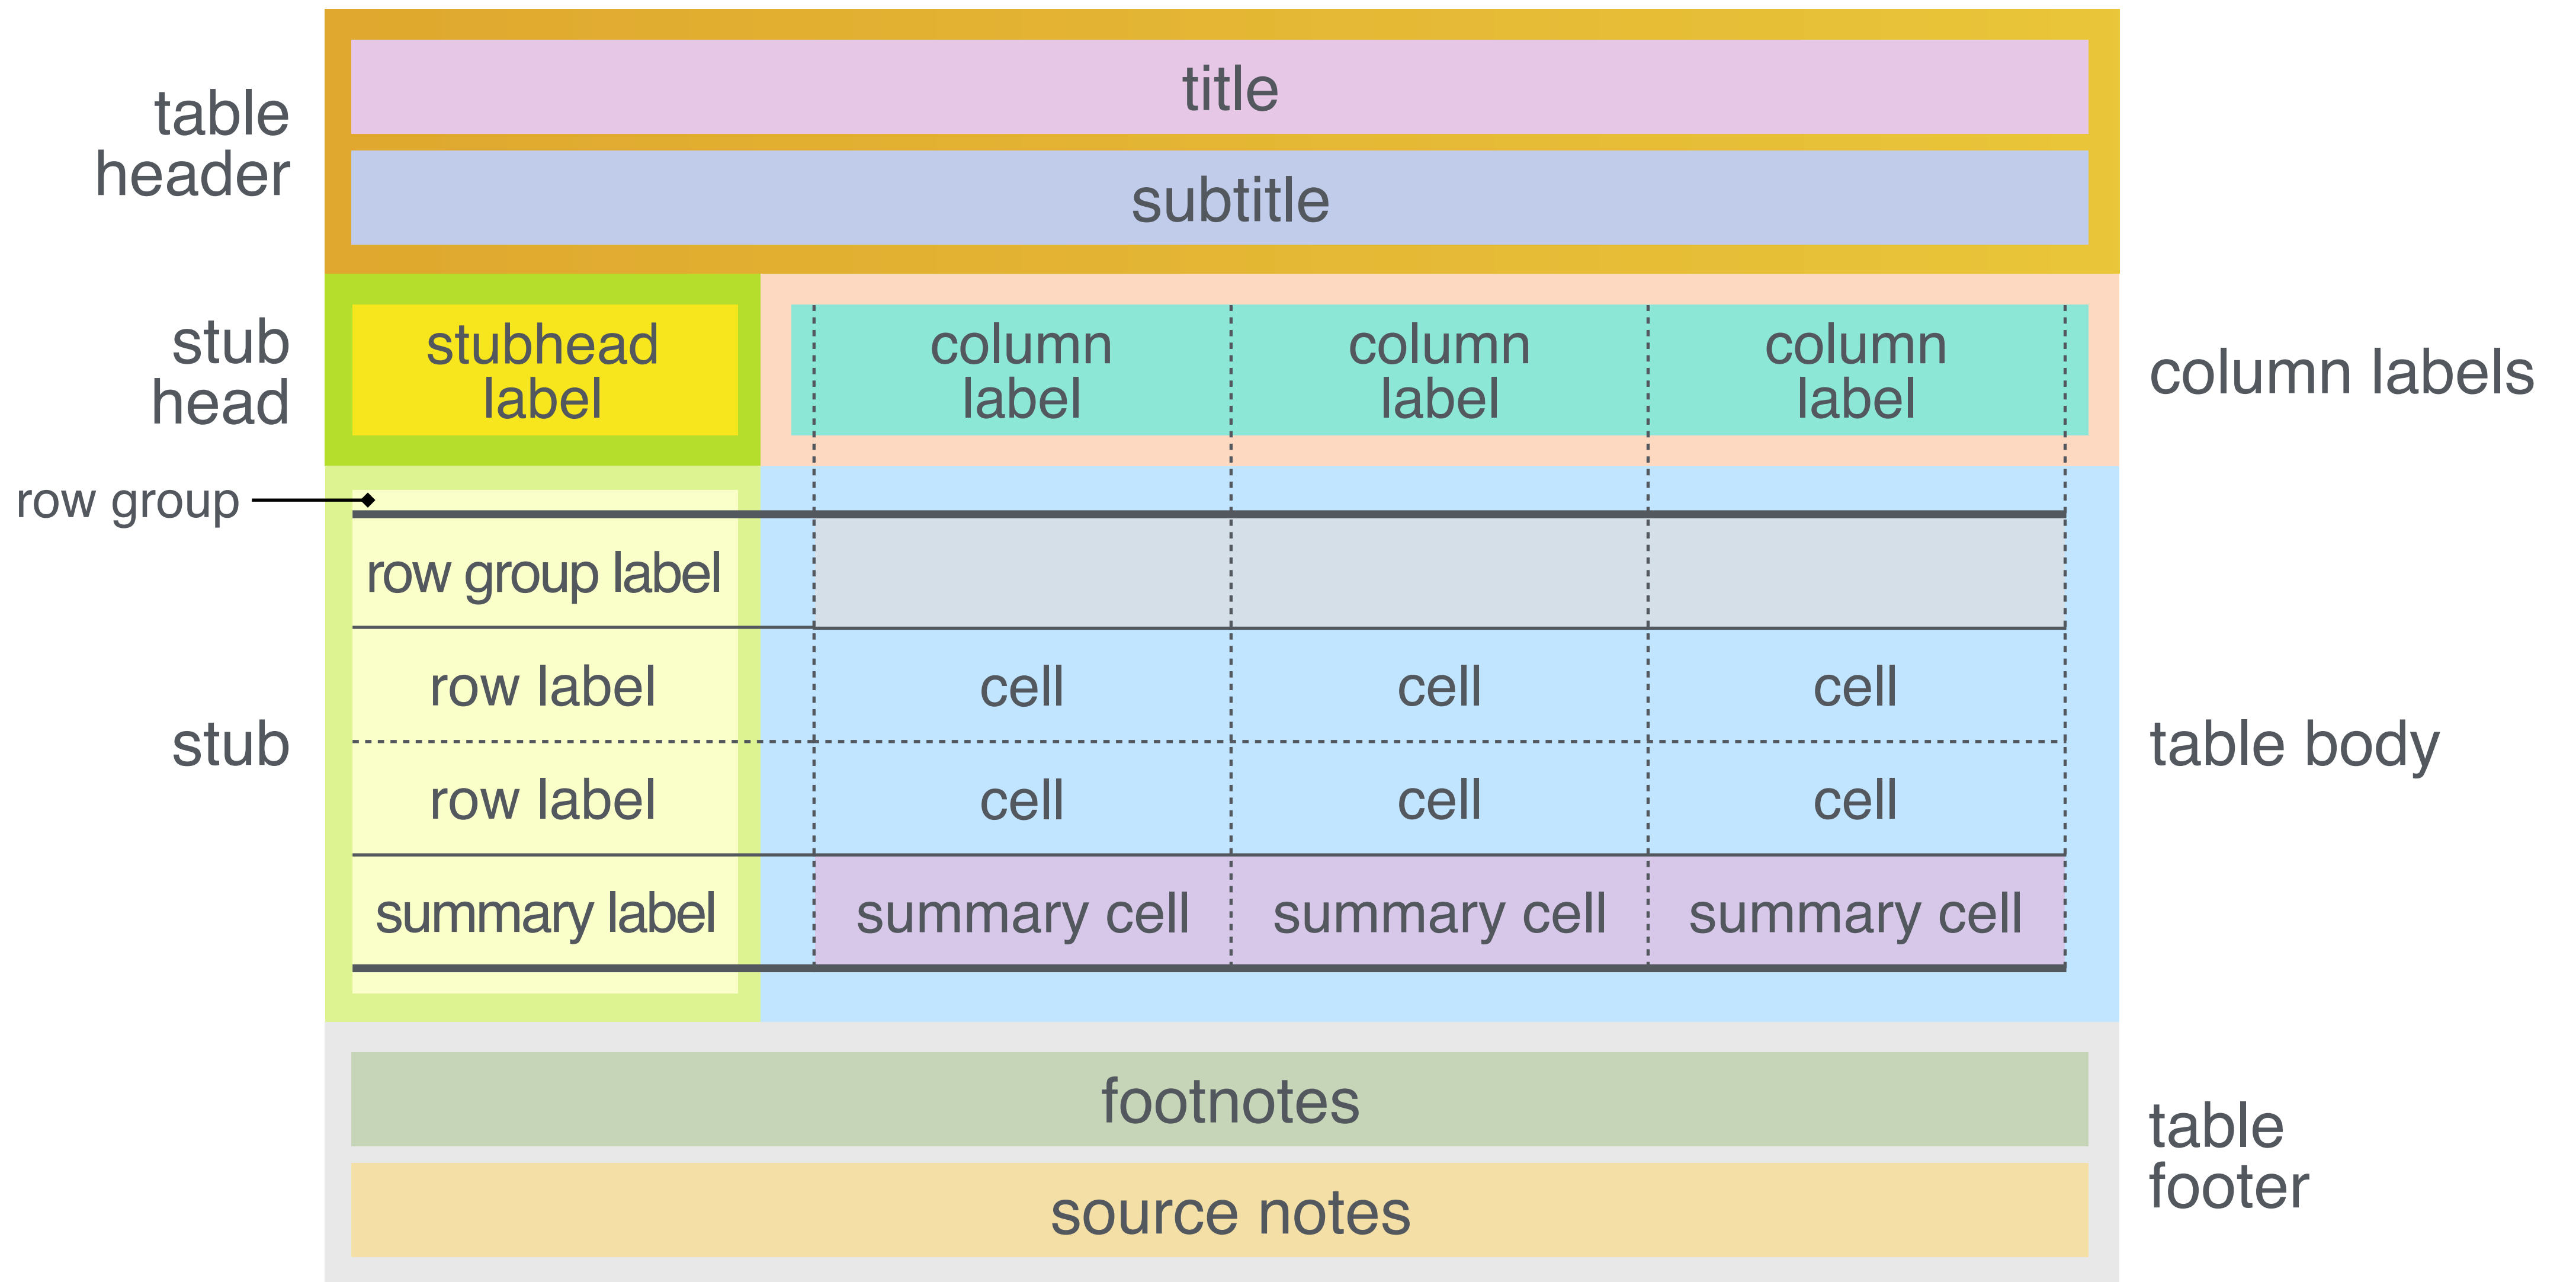 title
table
header
subtitle
stub
head
stubhead
label
column
label
column
label
column
label
column labels
row group
row group label
row label
cell
cell
cell
stub
table body
row label
cell
cell
cell
summary label
summary cell
summary cell
summary cell
footnotes
table
footer
source notes